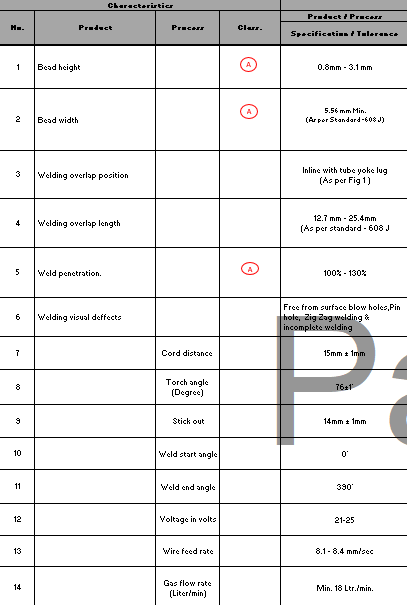 Characteristics
Product / Process
No. Product Process Class. Specification / Tolerance
1 Bead height A 0.8mm - 3.1mm
2 Bead width A 5.56 mm Min.
(As per Standard -608 J)
3 Welding overlap position Inline with tube yoke lug
(As per Fig 1)
4 Welding overlap length 12.7 mm - 25.4mm
(As per standard - 608 J
5 Weld penetration. A 100% - 130%
6 Welding visual deffects Free from surface blow holes,Pin
hole, Zig Zag welding &
incomplete welding
7 Cord distance 15mm ± 1mm
8 Torch angle
(Degree) 76±1°
9 Stick out 14mm ± 1mm
10 Weld start angle 0°
11 Weld end angle 390°
12 Voltage in volts 21-25
13 Wire feed rate 8.1 - 8.4 mm/sec
14 Gas flow rate
(Liter/min) Min. 18 Ltr./min.
Pa